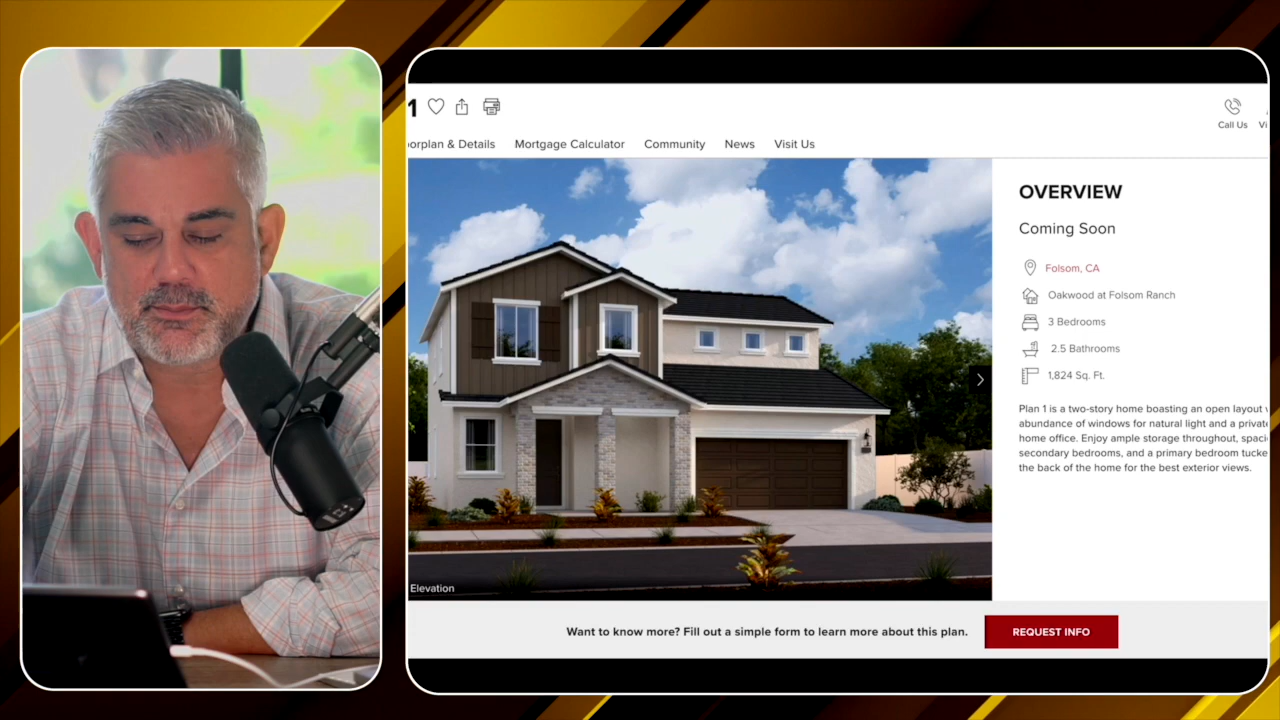 1
Call Us
Vi
orplan & Details Mortgage Calculator Community News Visit Us
OVERVIEW
Coming Soon
Folsom, CA
Oakwood at Folsom Ranch
3 Bedrooms
2.5 Bathrooms
1,824 Sq. Ft.
Plan 1 is a two-story home boasting an open layout
abundance of windows for natural light and a private
home office. Enjoy ample storage throughout, spaci
secondary bedrooms, and a primary bedroom tucke
the back of the home for the best exterior views.
Elevation
Want to know more? Fill out a simple form to learn more about this plan.
REQUEST INFO